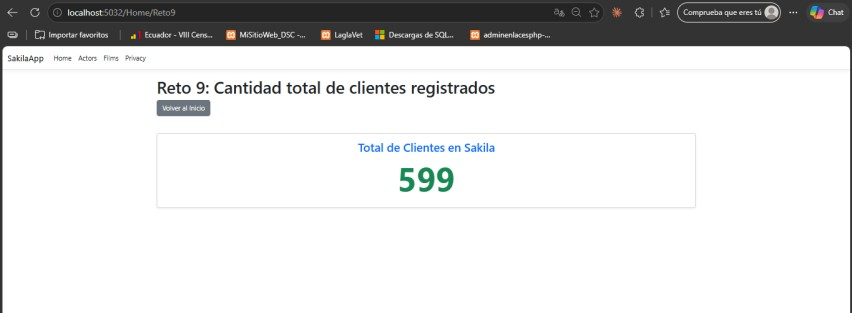 localhost:5032/Home/Reto9
Comprueba que eres tú
Chat
Importar favoritos
Ecuador - VIII Cens...
MiSitioWeb_DSC -...
LaglaVet
Descargas de SQL...
adminenlacesphp-...
SakilaApp Home Actors Films Privacy
Reto 9: Cantidad total de clientes registrados
Volver al Inicio
Total de Clientes en Sakila
599